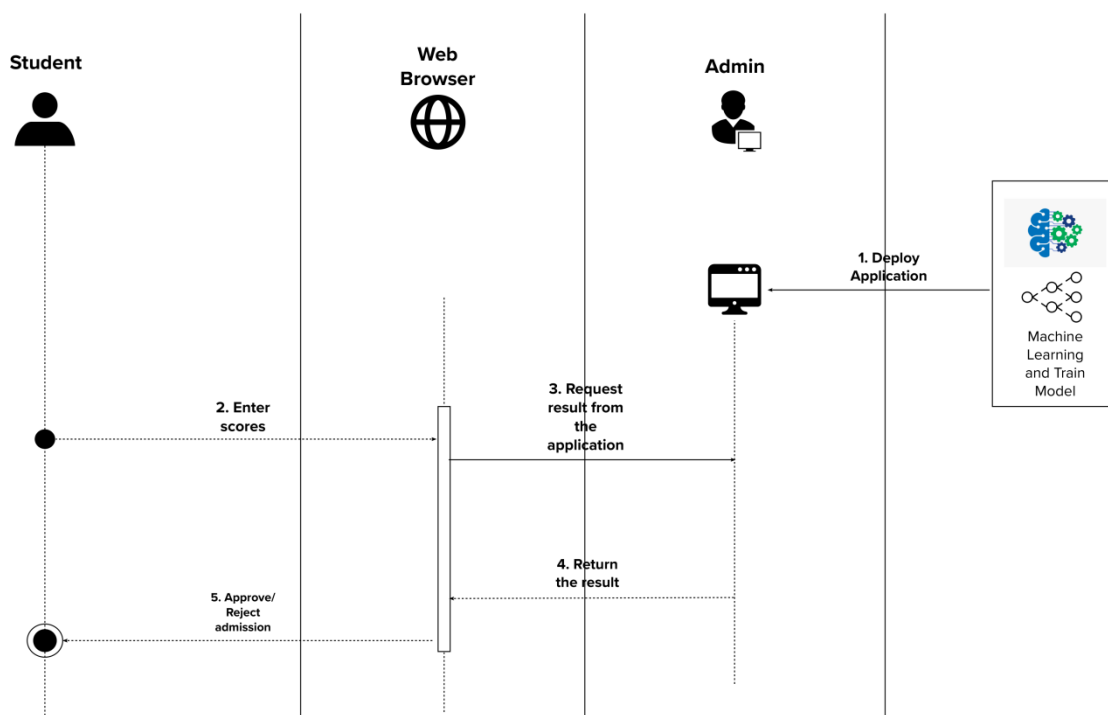 Student
Web
Browser
Admin
1. Deploy
Application
Machine
Learning
and Train
Model
2. Enter
scores
3. Request
result from
the
application
4. Return
the result
5. Approve/
Reject
admission